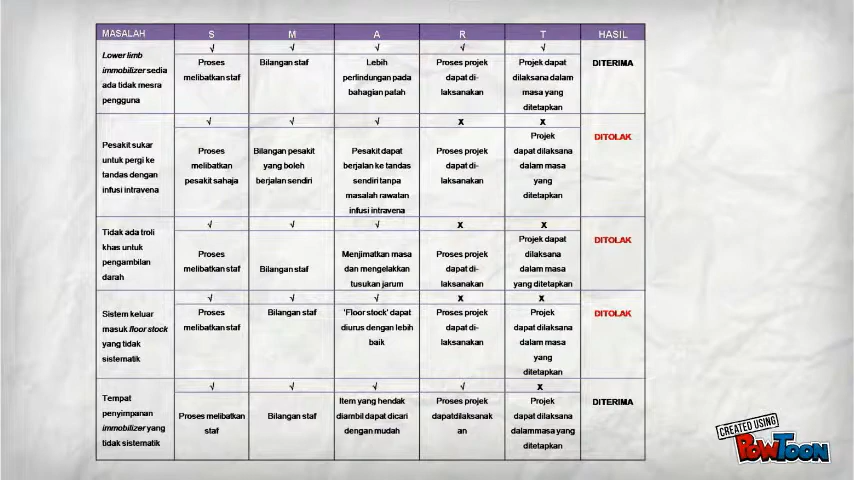 MASALAH S M A R T HASIL
√ √ √ √ √
Lower limb
immobilizer sedia
ada tidak mesra
pengguna
Proses
melibatkan staf
Bilangan staf
Lebih
perlindungan pada
bahagian patah
Proses projek
dapat di-
laksanakan
Projek dapat
dilaksana dalam
masa yang
ditetapkan
DITERIMA
√ √ √ x x
Pesakit sukar
untuk pergi ke
tandas dengan
infusi intravena
Proses
melibatkan
pesakit sahaja
Bilangan pesakit
yang boleh
berjalan sendiri
Pesakit dapat
berjalan ke tandas
sendiri tanpa
masalah rawatan
infusi intravena
Proses projek
dapat di-
laksanakan
Projek
dapat dilaksana
dalam masa
yang
ditetapkan
DITOLAK
√ √ √ x x
Tidak ada troli
khas untuk
pengambilan
darah
Proses
melibatkan staf
Bilangan staf
Menjimatkan masa
dan mengelakkan
tusukan jarum
Proses projek
dapat di-
laksanakan
Projek dapat
dilaksana
dalam masa
yang ditetapkan
DITOLAK
√ √ √ x x
Sistem keluar
masuk floor stock
yang tidak
sistematik
Proses
melibatkan staf
Bilangan staf
'Floor stock' dapat
diurus dengan lebih
baik
Proses projek
dapat di-
laksanakan
Projek
dapat dilaksana
dalam masa
yang
ditetapkan
DITOLAK
√ √ √ √ x
Tempat
penyimpanan
immobilizer yang
tidak sistematik
Proses melibatkan
staf
Bilangan staf
Item yang hendak
diambil dapat dicari
dengan mudah
Proses projek
dapatdilaksanak
an
Projek
dapat dilaksana
dalammasa yang
ditetapkan
DITERIMA
CREATED USING
POWTOON